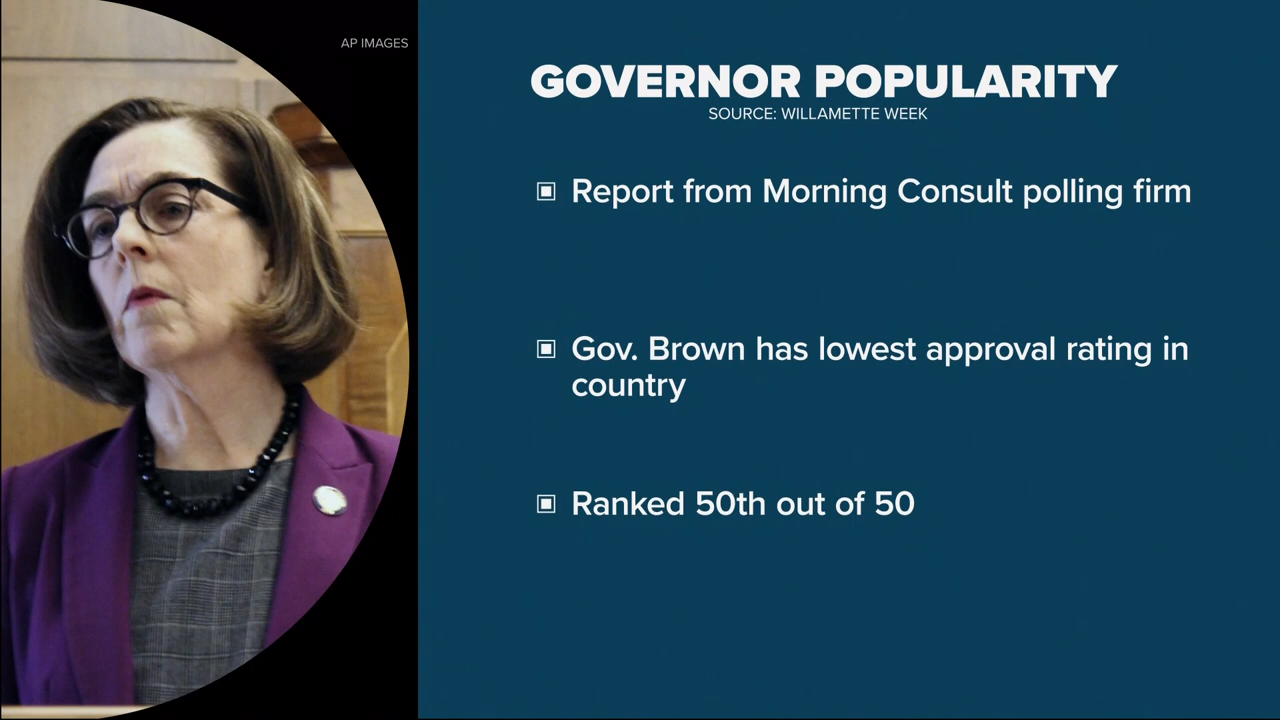 AP IMAGES
GOVERNOR POPULARITY
SOURCE: WILLAMETTE WEEK
Report from Morning Consult polling firm
Gov. Brown has lowest approval rating in
country
Ranked 50th out of 50